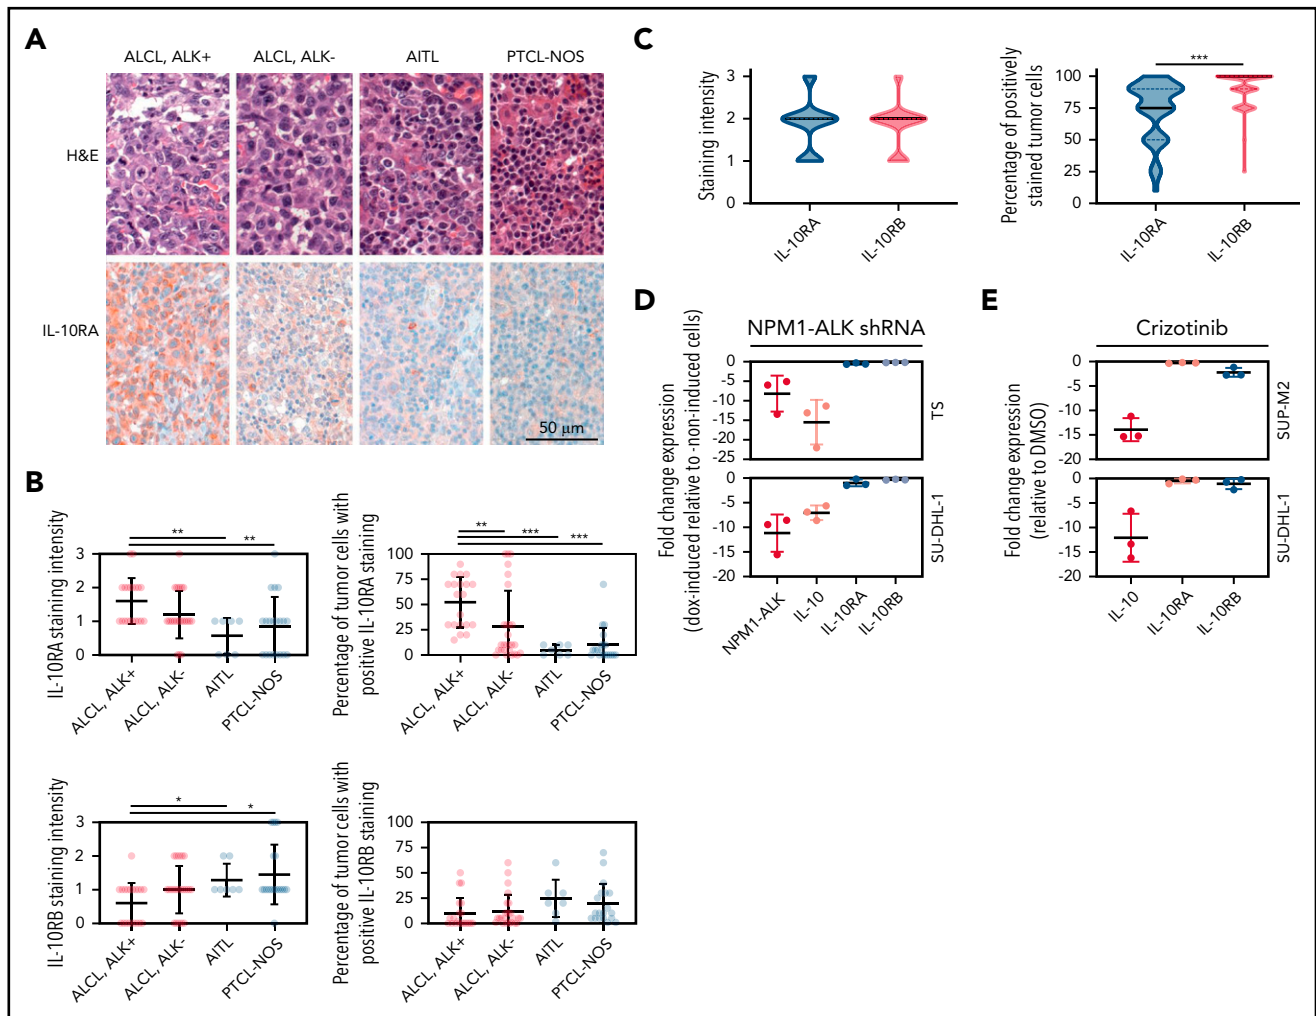 A
ALCL, ALK+
ALCL, ALK-
AITL
PTCL-NOS
H&E
IL-10RA
50 µm
B
IL-10RA staining intensity
3
2
1
0
**
**
ALCL, ALK+
ALCL, ALK-
AITL
PTCL-NOS
Percentage of tumor cells with
positive IL-10RA staining
100
75
50
25
0
**
***
***
ALCL, ALK+
ALCL, ALK-
AITL
PTCL-NOS
IL-10RB staining intensity
3
2
1
0
*
*
ALCL, ALK+
ALCL, ALK-
AITL
PTCL-NOS
Percentage of tumor cells with
positive IL-10RB staining
100
75
50
25
0
ALCL, ALK+
ALCL, ALK-
AITL
PTCL-NOS
C
Staining intensity
3
2
1
0
IL-10RA
IL-10RB
Percentage of positively
stained tumor cells
100
75
50
25
0
***
IL-10RA
IL-10RB
D
NPM1-ALK shRNA
Fold change expression
(dox-induced relative to -non-induced cells)
0
-5
-10
-15
-20
-25
TS
0
-5
-10
-15
-20
SU-DHL-1
NPM1-ALK
IL-10
IL-10RA
IL-10RB
E
Crizotinib
Fold change expression
(relative to DMSO)
0
-5
-10
-15
-20
SUP-M2
0
-5
-10
-15
-20
SU-DHL-1
IL-10
IL-10RA
IL-10RB